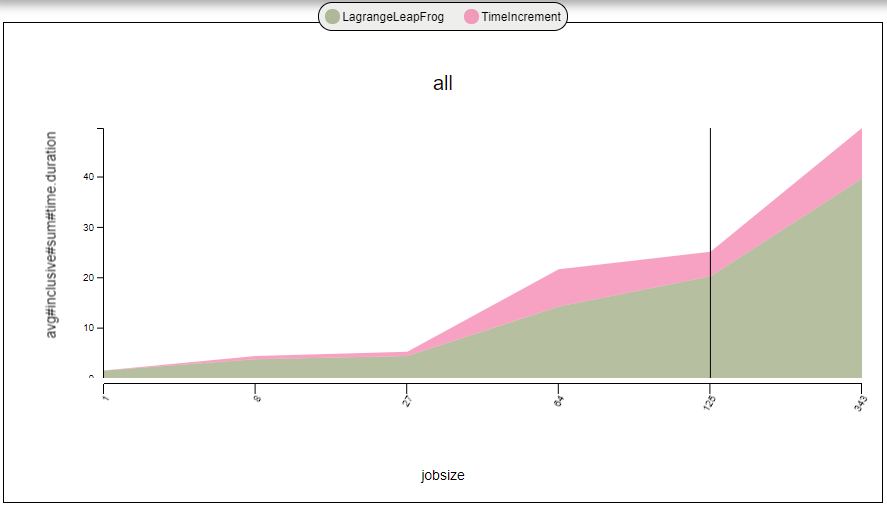 LagrangeLeapFrog TimeIncrement
all
avg#inclusive#sum#time.duration
40
30
20
10
0
1 8 27 64 125 343
jobsize